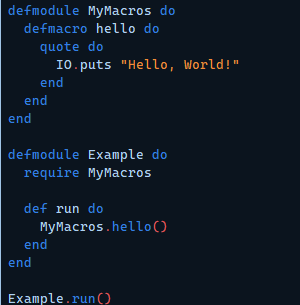 defmodule MyMacros do
  defmacro hello do
    quote do
      IO.puts "Hello, World!"
    end
  end
end

defmodule Example do
  require MyMacros

  def run do
    MyMacros.hello()
  end
end

Example.run()